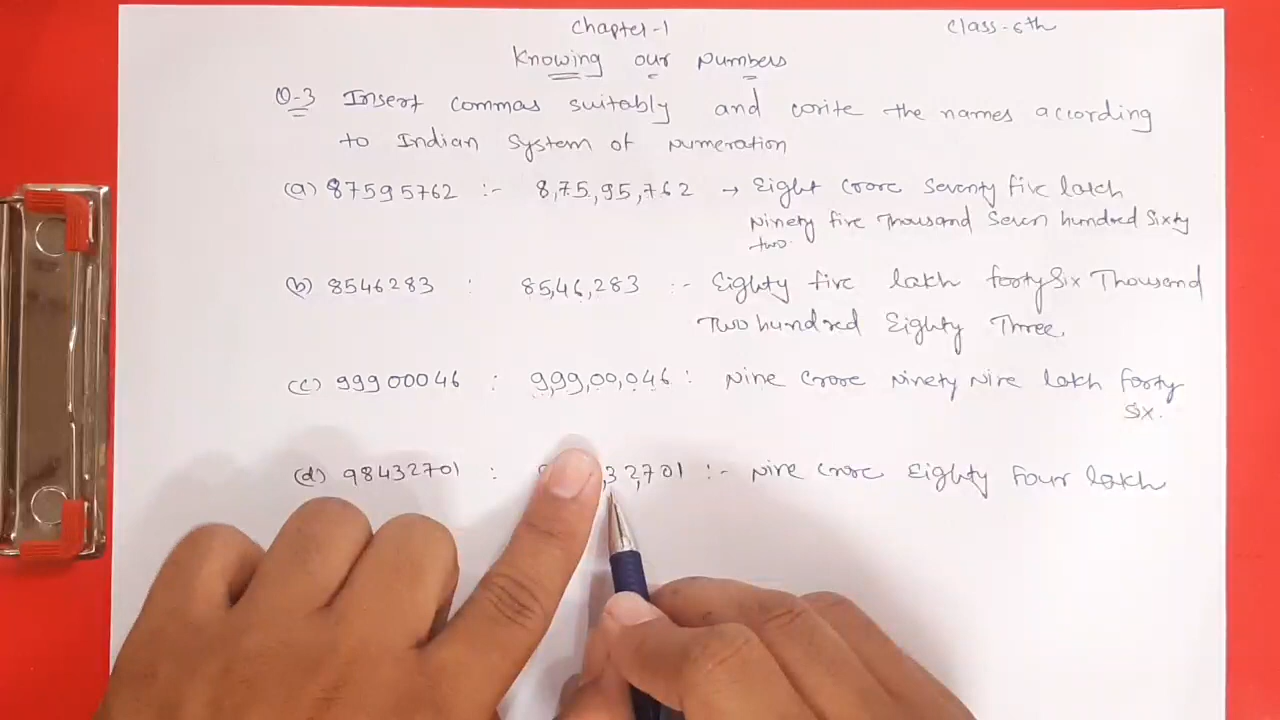 Chapter-1 Class-6th
Knowing our Numbers
Q-3 Insert commas suitably and write the names according
to Indian System of Numeration
(a) 87595762 :- 8,75,95,762 → Eight Crore Seventy five lakh
Ninety five Thousand Seven hundred Sixty
two.
(b) 8546283 : 85,46,283 :- Eighty five lakh forty Six Thousand
Two hundred Eighty Three.
(c) 99900046 : 9,99,00,046 : Nine Crore Ninety Nine lakh forty
Six.
(d) 98432701 : ,32,701 :- Nine Crore Eighty Four lakh